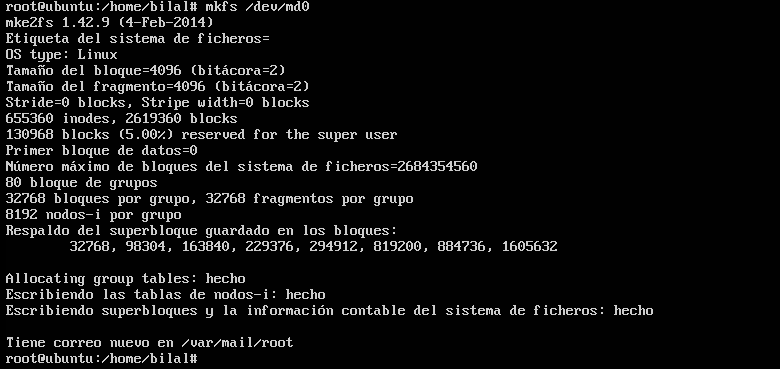 root@ubuntu:/home/bilal# mkfs /dev/md0
mke2fs 1.42.9 (4-Feb-2014)
Etiqueta del sistema de ficheros=
OS type: Linux
Tamaño del bloque=4096 (bitácora=2)
Tamaño del fragmento=4096 (bitácora=2)
Stride=0 blocks, Stripe width=0 blocks
655360 inodes, 2619360 blocks
130968 blocks (5.00%) reserved for the super user
Primer bloque de datos=0
Número máximo de bloques del sistema de ficheros=2684354560
80 bloque de grupos
32768 bloques por grupo, 32768 fragmentos por grupo
8192 nodos-i por grupo
Respaldo del superbloque guardado en los bloques:
32768, 98304, 163840, 229376, 294912, 819200, 884736, 1605632
Allocating group tables: hecho
Escribiendo las tablas de nodos-i: hecho
Escribiendo superbloques y la información contable del sistema de ficheros: hecho
Tiene correo nuevo en /var/mail/root
root@ubuntu:/home/bilal#